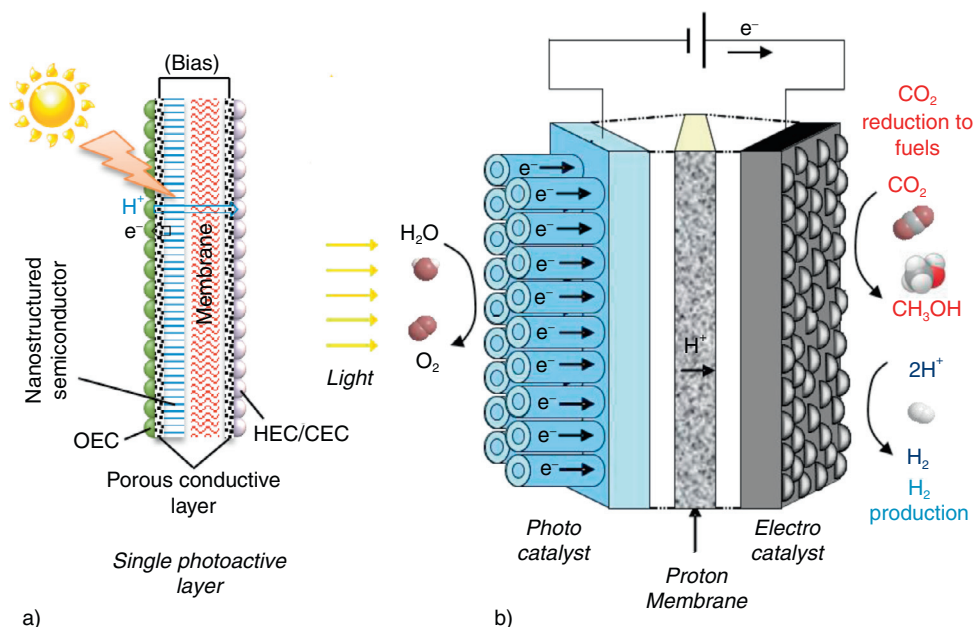 (Bias)
H⁺
e⁻
Membrane
Nanostructured
semiconductor
OEC
HEC/CEC
Porous conductive
layer
Single photoactive
layer
a)
Light
H₂O
O₂
e⁻
e⁻
e⁻
e⁻
e⁻
e⁻
e⁻
e⁻
e⁻
e⁻
e⁻
e⁻
H⁺
CO₂
reduction to
fuels
CO₂
CH₃OH
2H⁺
H₂
H₂
production
Photo
catalyst
Electro
catalyst
Proton
Membrane
b)